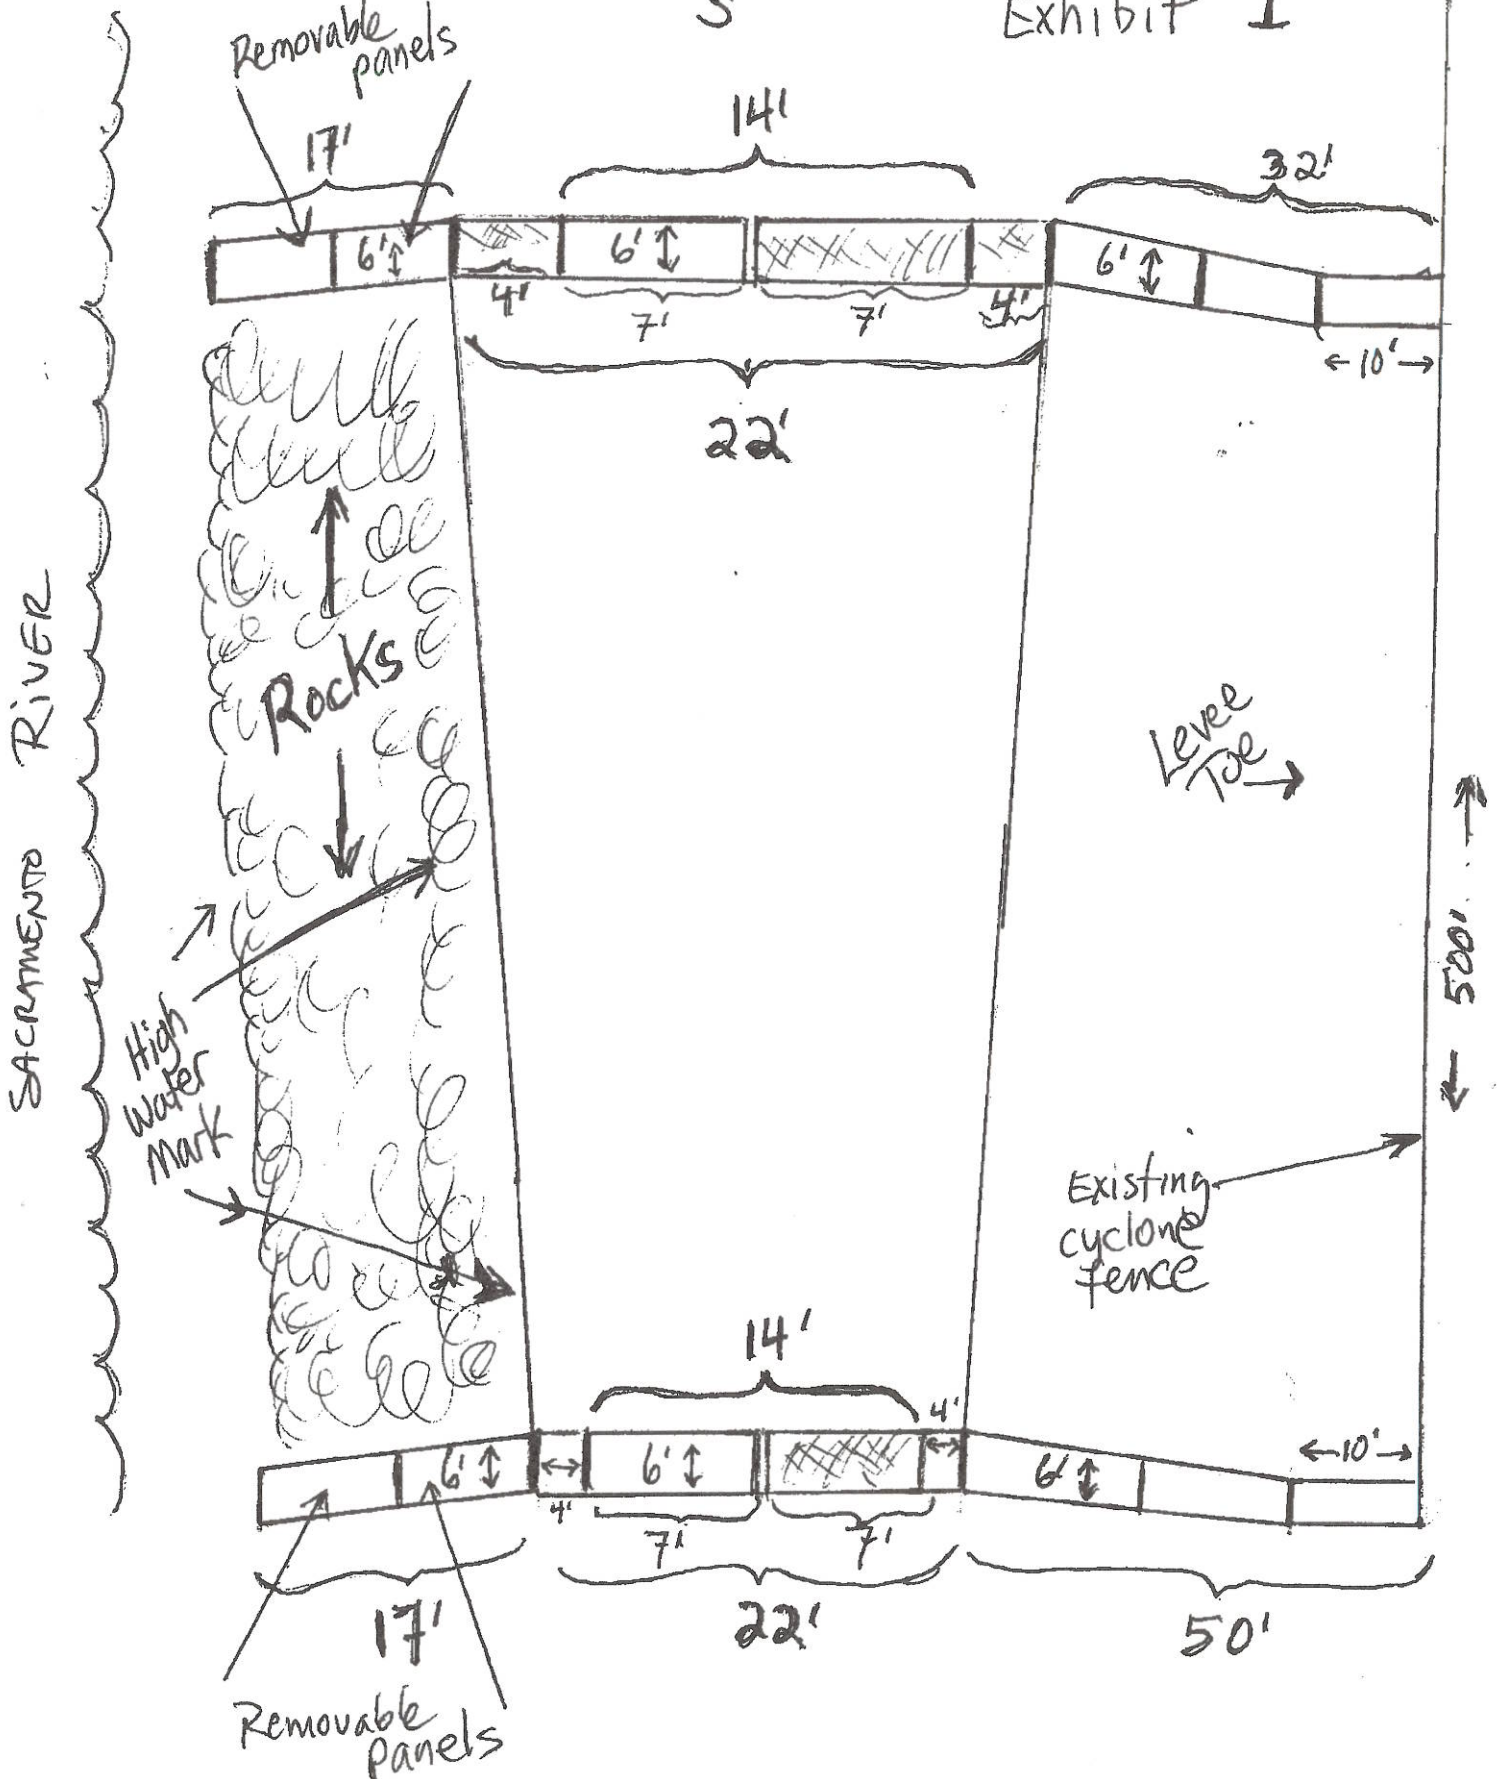 S
Exhibit 1
Removable
panels
17'
14'
32'
6'
6'
6'
4'
7'
7'
4'
←10'→
22'
Rocks
SACRAMENTO RIVER
Levee
Toe →
500'
High
water
mark
Existing
cyclone
fence
14'
4'
←10'→
6'
6'
6'
4'
7'
7'
17'
22'
50'
Removable
panels